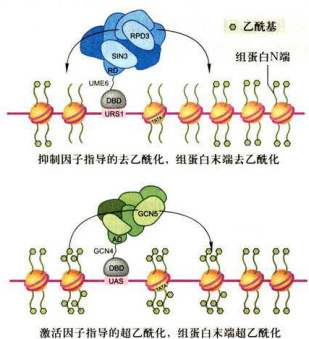 RPD3
乙酰基
SIN3
组蛋白N端
RD
UME6
DBD
URS1
TATA
抑制因子指导的去乙酰化，组蛋白末端去乙酰化
GCN5
AD
GCN4
DBD
UAS
TATA
激活因子指导的超乙酰化，组蛋白末端超乙酰化